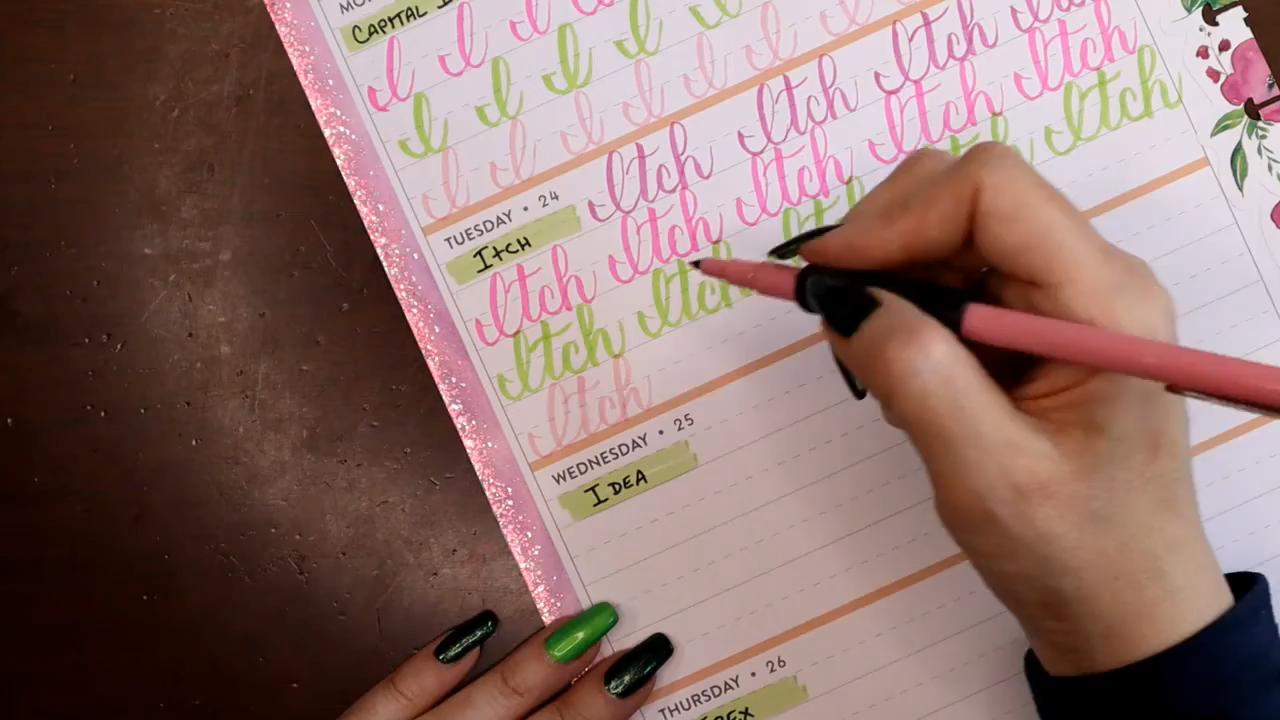 CAPITAL I
I I I
I I I
I I I I I I I
TUESDAY • 24 Itch Itch Itch
Itch
Itch Itch Itch Itch Itch
Itch Itch Itch
Itch
WEDNESDAY • 25
IDEA
THURSDAY • 26